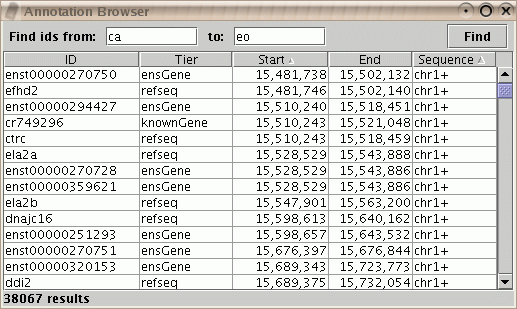 Annotation Browser
Find ids from: ca to: eo Find
ID Tier Start End Sequence
enst00000270750 ensGene 15,481,738 15,502,132 chr1+
efhd2 refseq 15,481,746 15,502,140 chr1+
enst00000294427 ensGene 15,510,240 15,518,451 chr1+
cr749296 knownGene 15,510,243 15,521,048 chr1+
ctrc refseq 15,510,243 15,518,459 chr1+
ela2a refseq 15,528,529 15,543,888 chr1+
enst00000270728 ensGene 15,528,529 15,543,886 chr1+
enst00000359621 ensGene 15,528,529 15,543,886 chr1+
ela2b refseq 15,547,901 15,563,200 chr1+
dnajc16 refseq 15,598,613 15,640,162 chr1+
enst00000251293 ensGene 15,598,657 15,643,532 chr1+
enst00000270751 ensGene 15,676,397 15,676,844 chr1+
enst00000320153 ensGene 15,689,343 15,723,773 chr1+
ddi2 refseq 15,689,375 15,732,054 chr1+
38067 results